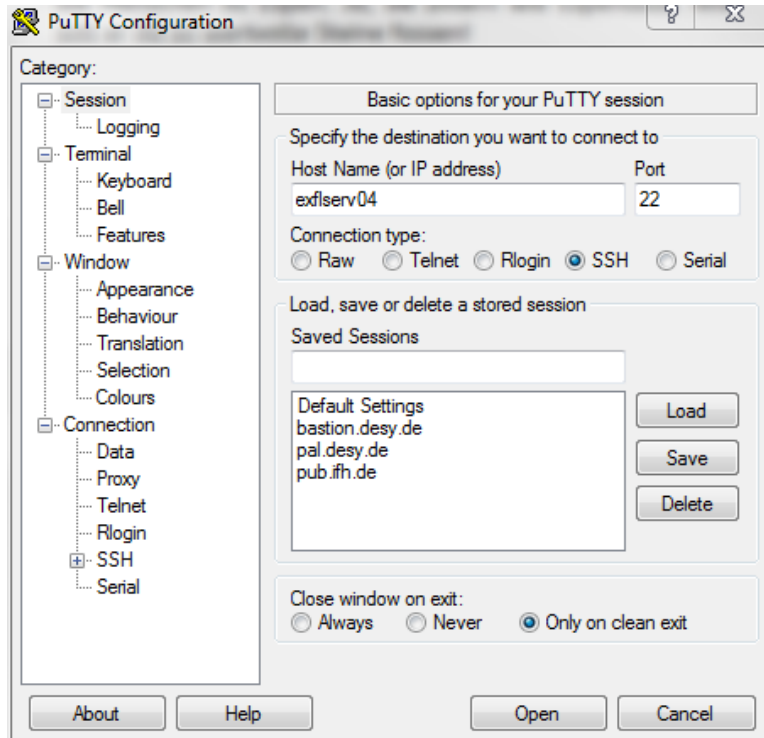 PuTTY Configuration
?
Category:
Session
Logging
Terminal
Keyboard
Bell
Features
Window
Appearance
Behaviour
Translation
Selection
Colours
Connection
Data
Proxy
Telnet
Rlogin
SSH
Serial
Basic options for your PuTTY session
Specify the destination you want to connect to
Host Name (or IP address) Port
exflserv04 22
Connection type:
Raw Telnet Rlogin SSH Serial
Load, save or delete a stored session
Saved Sessions
Default Settings
bastion.desy.de
pal.desy.de
pub.ifh.de
Load
Save
Delete
Close window on exit:
Always Never Only on clean exit
About Help Open Cancel